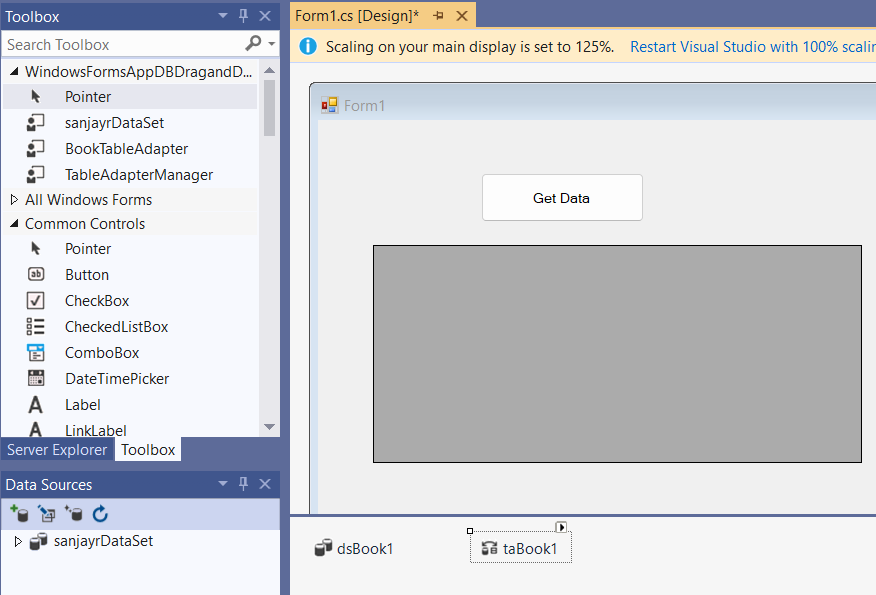 Toolbox
Search Toolbox
WindowsFormsAppDBDragandD...
Pointer
sanjayrDataSet
BookTableAdapter
TableAdapterManager
All Windows Forms
Common Controls
Pointer
ab Button
CheckBox
CheckedListBox
ComboBox
DateTimePicker
A Label
A LinkLabel
Server Explorer Toolbox
Data Sources
sanjayrDataSet
Form1.cs [Design]*
Scaling on your main display is set to 125%. Restart Visual Studio with 100% scalin
Form1
Get Data
dsBook1 taBook1